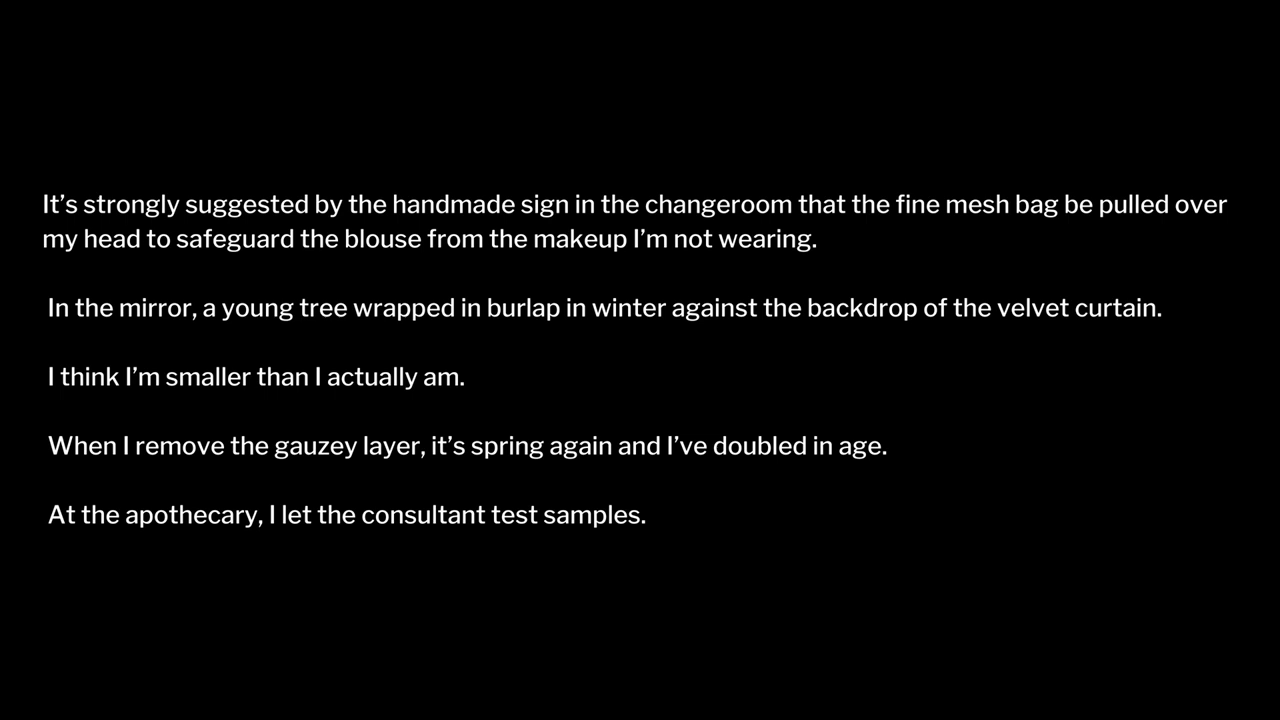 It’s strongly suggested by the handmade sign in the changeroom that the fine mesh bag be pulled over
my head to safeguard the blouse from the makeup I’m not wearing.
In the mirror, a young tree wrapped in burlap in winter against the backdrop of the velvet curtain.
I think I’m smaller than I actually am.
When I remove the gauzey layer, it’s spring again and I’ve doubled in age.
At the apothecary, I let the consultant test samples.